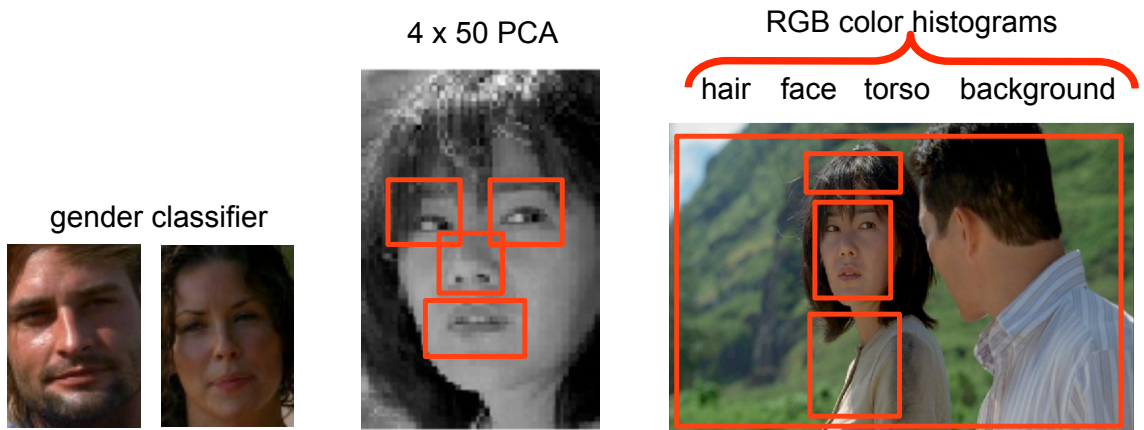 gender classifier
4 x 50 PCA
RGB color histograms
hair face torso background